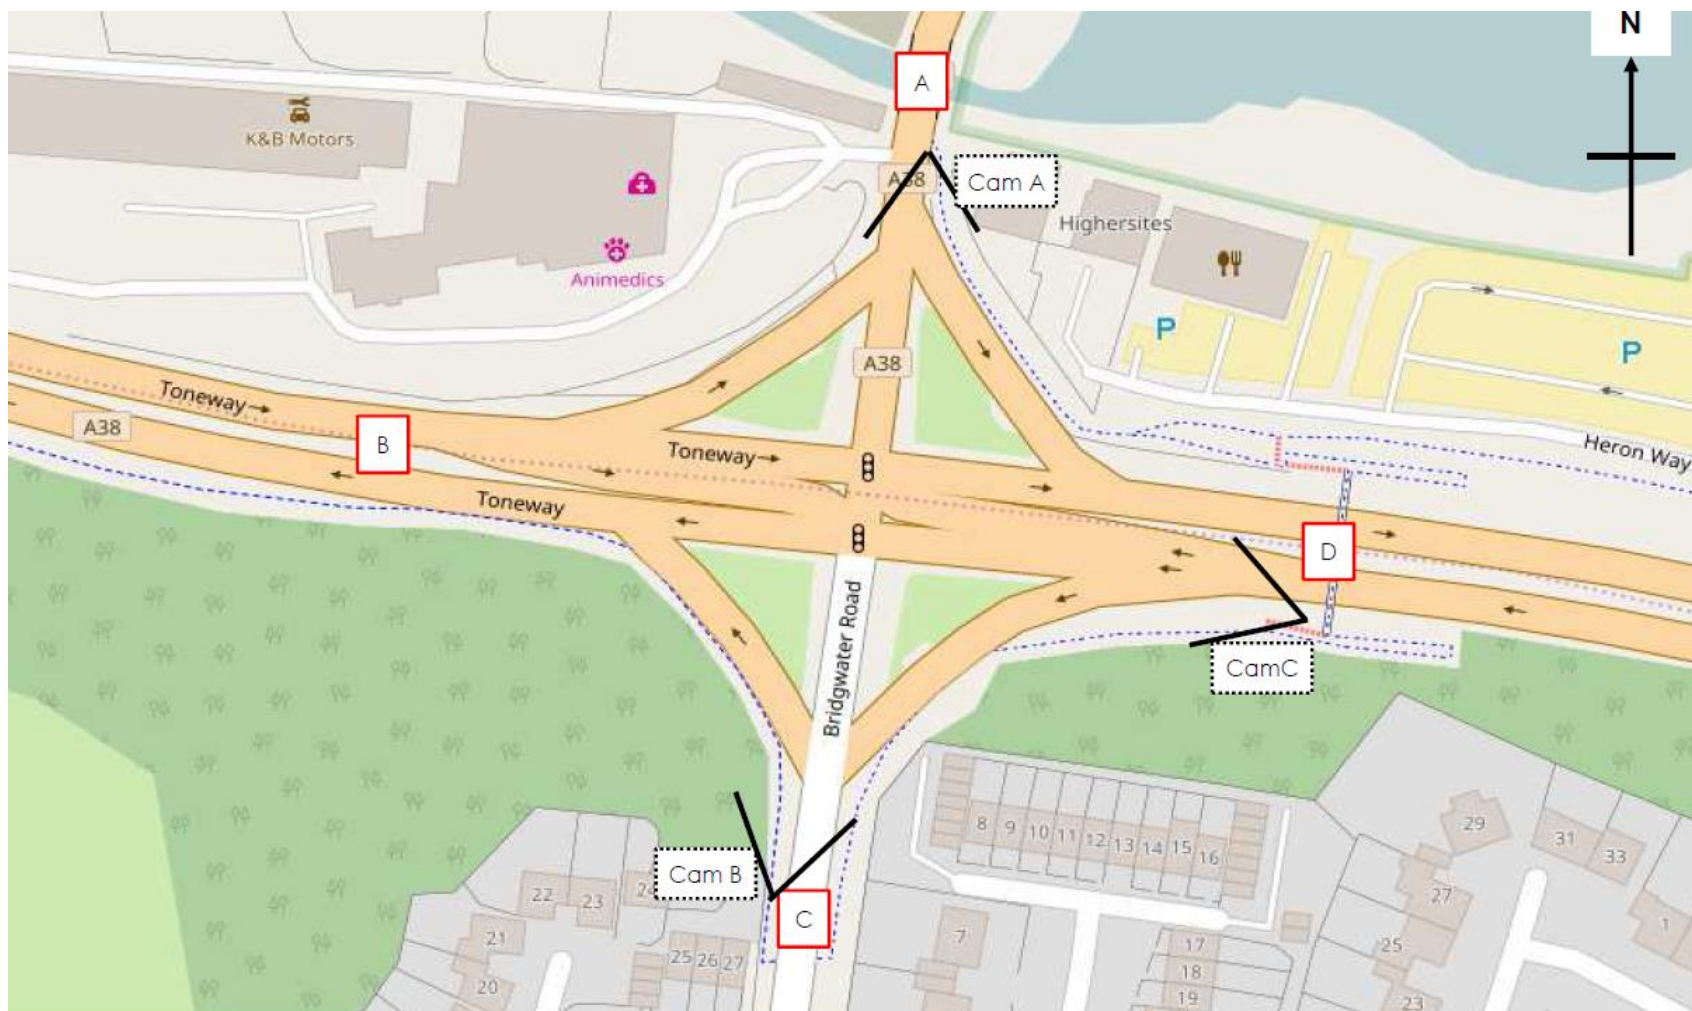 N
A
K&B Motors
A38
Cam A
Highersites
Animedics
P
P
A38
Toneway
A38
B
Toneway
Heron Way
Toneway
D
Bridgwater Road
CamC
Cam B
C
8 9 10 11 12 13 14 15 16
29
31
33
22
23
27
21
7
25
1
25 26 27
17
18
20
19
23